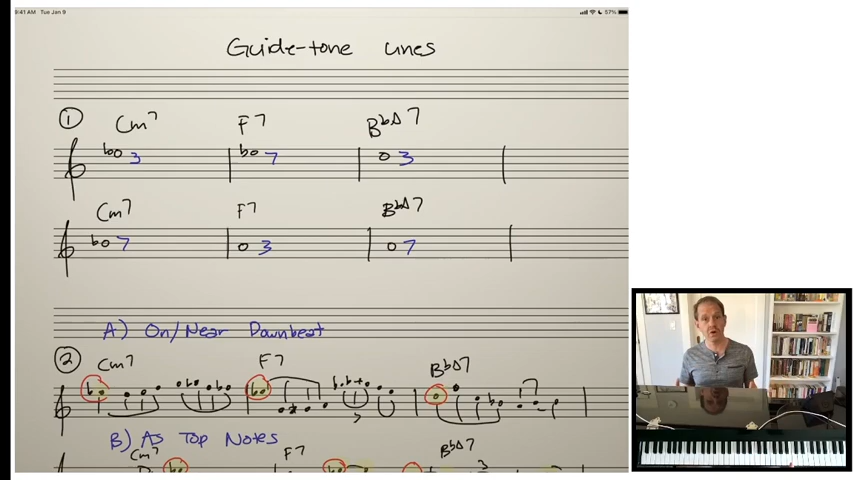 9:41 AM Tue Jan 9 57%
Guide-tone Lines
1 Cm7 F7 B♭Δ7
3 7 3
Cm7 F7 B♭Δ7
7 3 7
A) On/Near Downbeat
2 Cm7 F7 B♭Δ7
B) As Top Notes
Cm7 F7 B♭Δ7